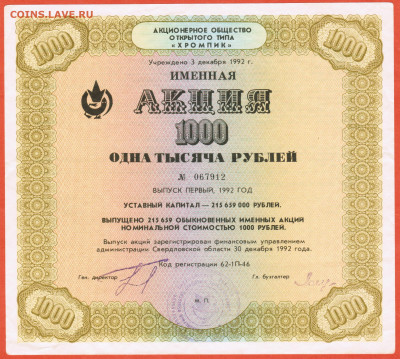 COINS.LAVE.RU
АКЦИОНЕРНОЕ ОБЩЕСТВО
ОТКРЫТОГО ТИПА
«ХРОМПИК»
1000
1000
Учреждено 3 декабря 1992 г.
ИМЕННАЯ
АКЦИЯ
1000
ОДНА ТЫСЯЧА РУБЛЕЙ
№ 067912
ВЫПУСК ПЕРВЫЙ, 1992 ГОД
УСТАВНЫЙ КАПИТАЛ — 215 659 000 РУБЛЕЙ.
ВЫПУЩЕНО 215 659 ОБЫКНОВЕННЫХ ИМЕННЫХ АКЦИЙ
НОМИНАЛЬНОЙ СТОИМОСТЬЮ 1000 РУБЛЕЙ.
Выпуск акций зарегистрирован финансовым управлением
администрации Свердловской области 30 декабря 1992 года.
Код регистрации 62-1П-46
Ген. директор
Гл. бухгалтер
М. П.
1000
1000